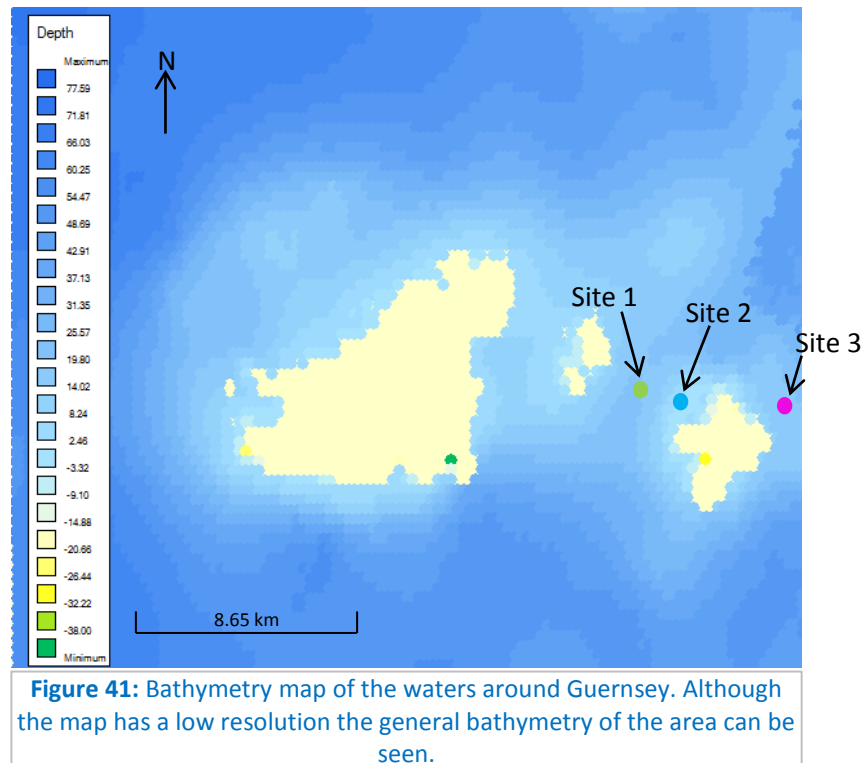 Depth
Maximum
77.59
71.81
66.03
60.25
54.47
48.69
42.91
37.13
31.35
25.57
19.80
14.02
8.24
2.46
-3.32
-9.10
-14.88
-20.66
-26.44
-32.22
-38.00
Minimum
N
Site 1
Site 2
Site 3
8.65 km
Figure 41: Bathymetry map of the waters around Guernsey. Although
the map has a low resolution the general bathymetry of the area can be
seen.